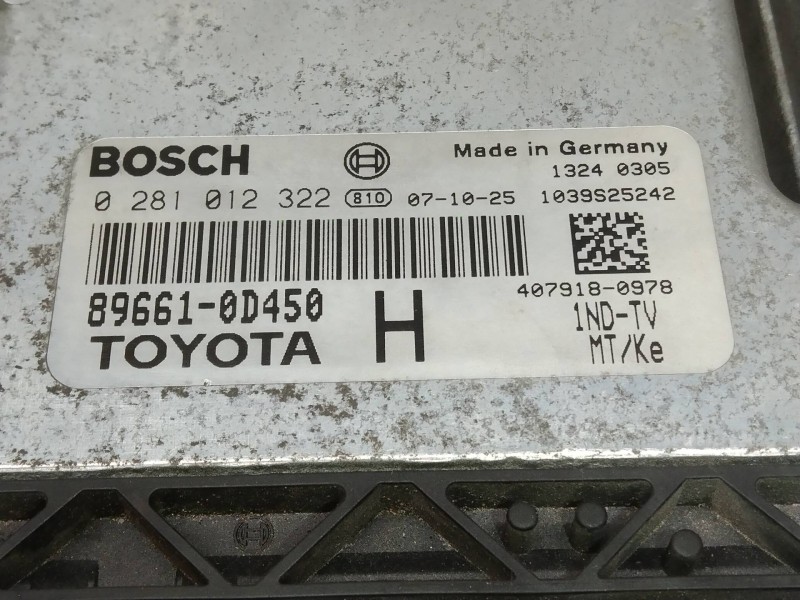 BOSCH
Made in Germany
1324 0305
0 281 012 322 810 07-10-25 1039S25242
407918-0978
89661-0D450
H
1ND-TV
TOYOTA
MT/Ke